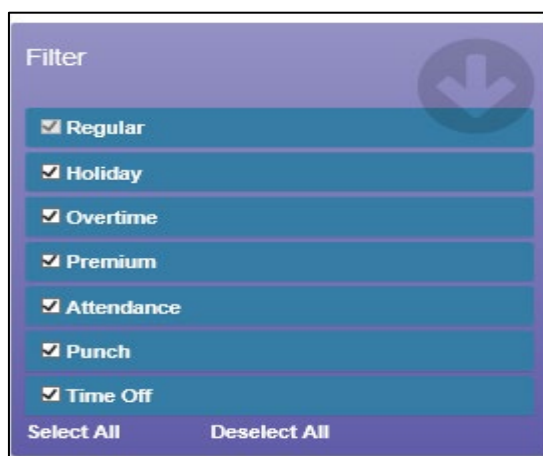 Filter
Regular
Holiday
Overtime
Premium
Attendance
Punch
Time Off
Select All Deselect All